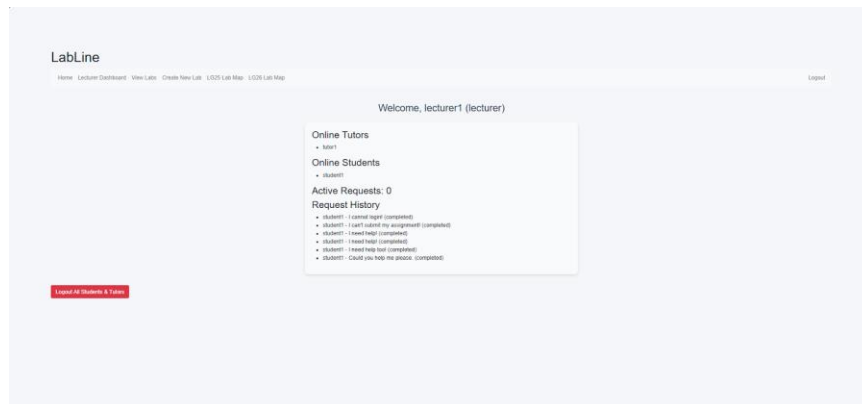 LabLine
Home Lecturer Dashboard View Labs Create New Lab LG25 Lab Map LG26 Lab Map Logout
Welcome, lecturer1 (lecturer)
Online Tutors
tutor1
Online Students
student1
Active Requests: 0
Request History
student1 - I cannot login! (completed)
student1 - I can't submit my assignment! (completed)
student1 - I need help! (completed)
student1 - I need help! (completed)
student1 - I need help too! (completed)
student1 - Could you help me please. (completed)
Logout All Students & Tutors